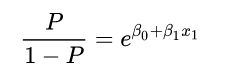 P / (1 − P) = e^{β₀ + β₁x₁}